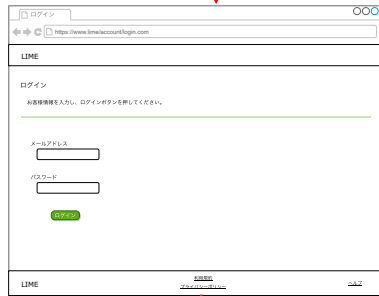 ログイン
https://www.lime/account/login.com
LIME
ログイン
お客様情報を入力し、ログインボタンを押してください。
メールアドレス
パスワード
ログイン
LIME
利用規約
プライバシーポリシー
ヘルプ